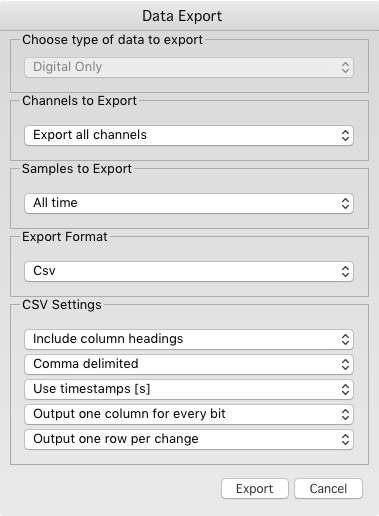 Data Export
Choose type of data to export
Digital Only
Channels to Export
Export all channels
Samples to Export
All time
Export Format
Csv
CSV Settings
Include column headings
Comma delimited
Use timestamps [s]
Output one column for every bit
Output one row per change
Export Cancel